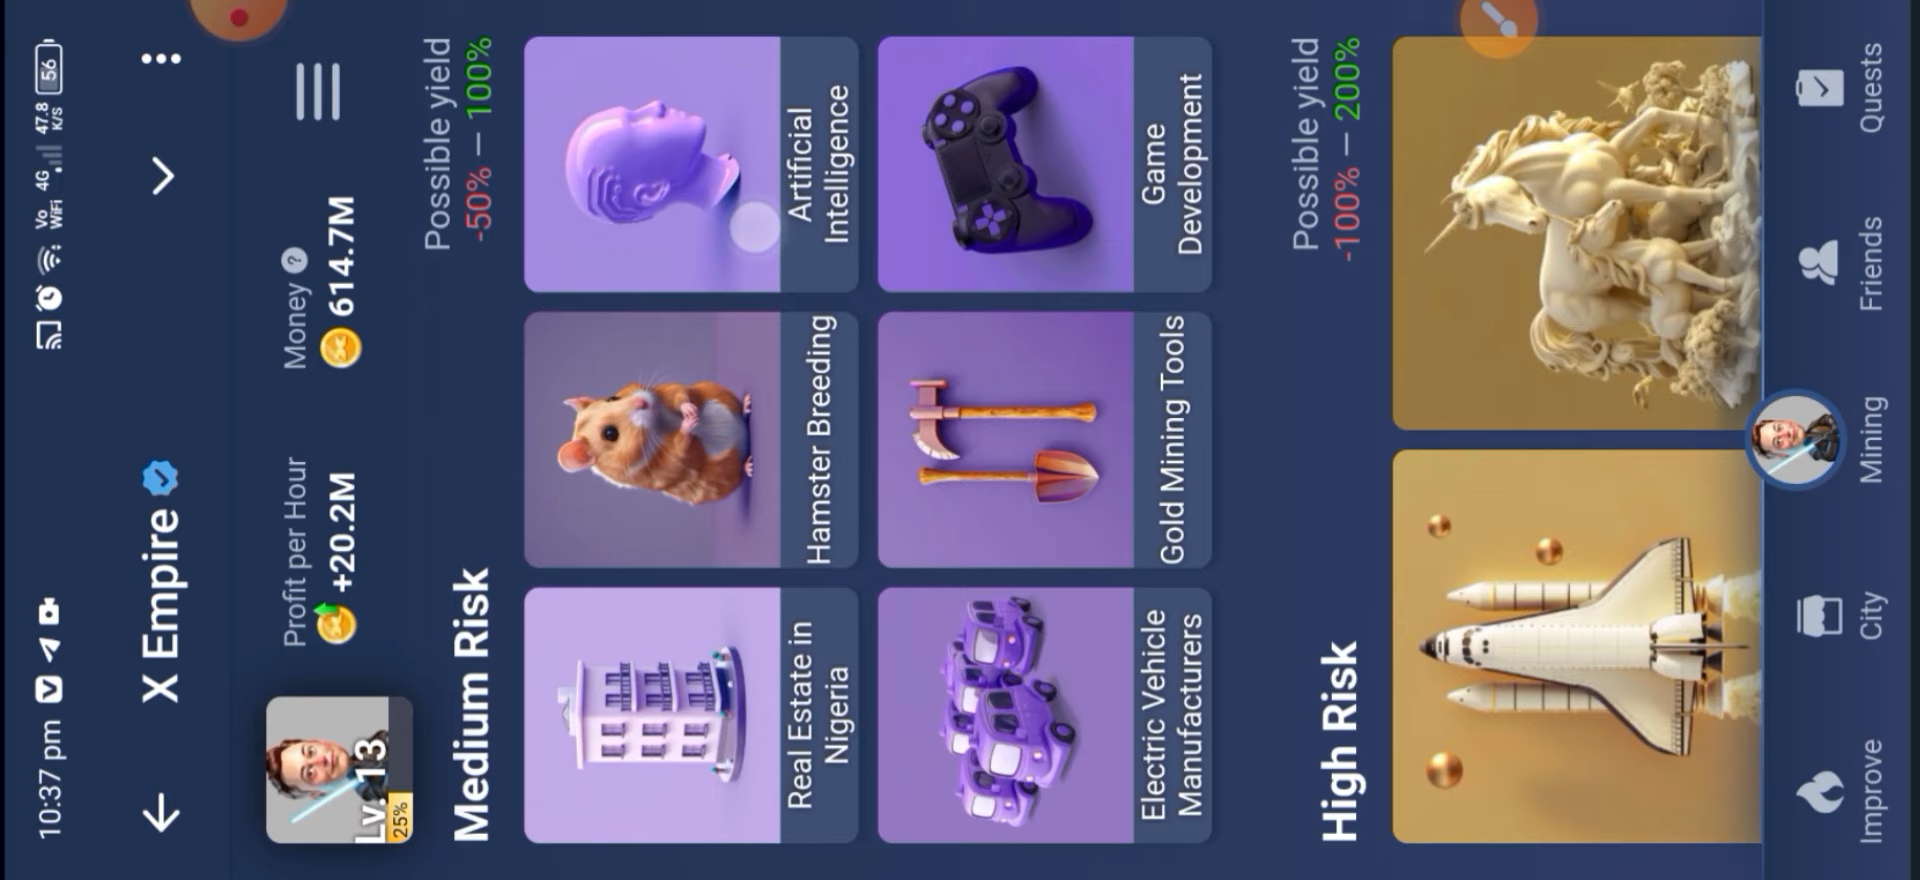 10:37 pm
Vo
WiFi
4G
47.8
K/S
56
X Empire
Lv. 13
25%
Profit per Hour
+20.2M
Money ?
614.7M
Medium Risk
Possible yield
-50% — 100%
Real Estate in
Nigeria
Hamster Breeding
Artificial
Intelligence
Electric Vehicle
Manufacturers
Gold Mining Tools
Game
Development
High Risk
Possible yield
-100% — 200%
Improve
City
Mining
Friends
Quests